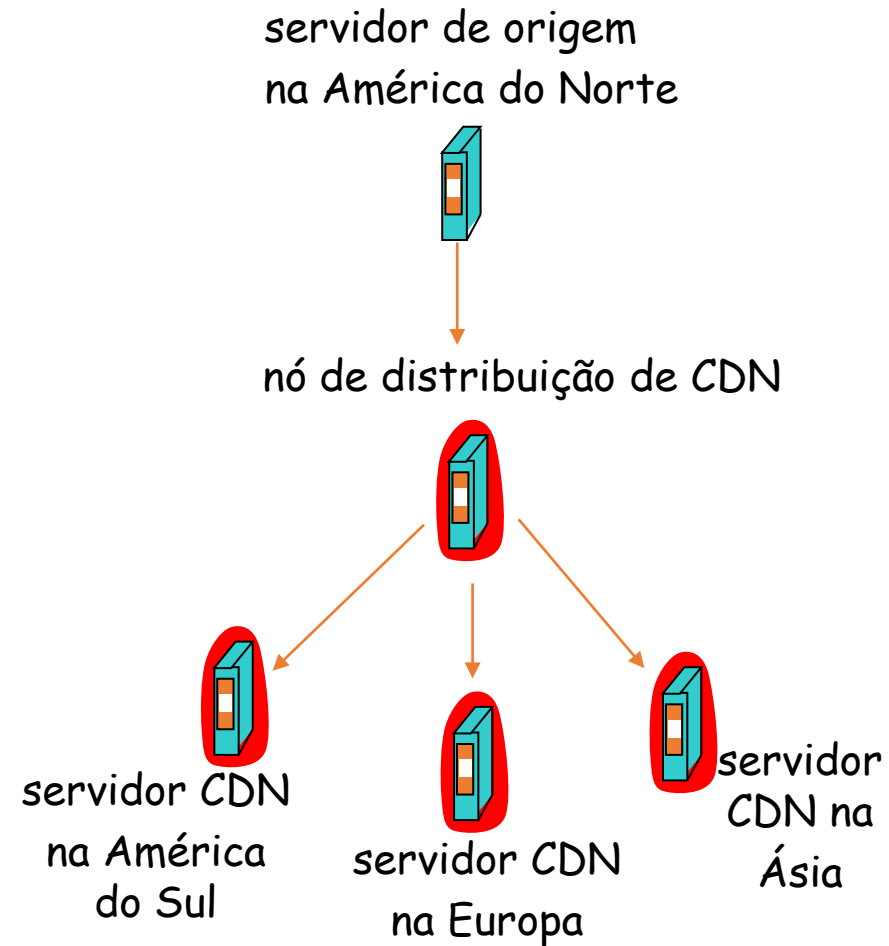 servidor de origem
na América do Norte
nó de distribuição de CDN
servidor CDN
na América
do Sul
servidor CDN
na Europa
servidor
CDN na
Ásia